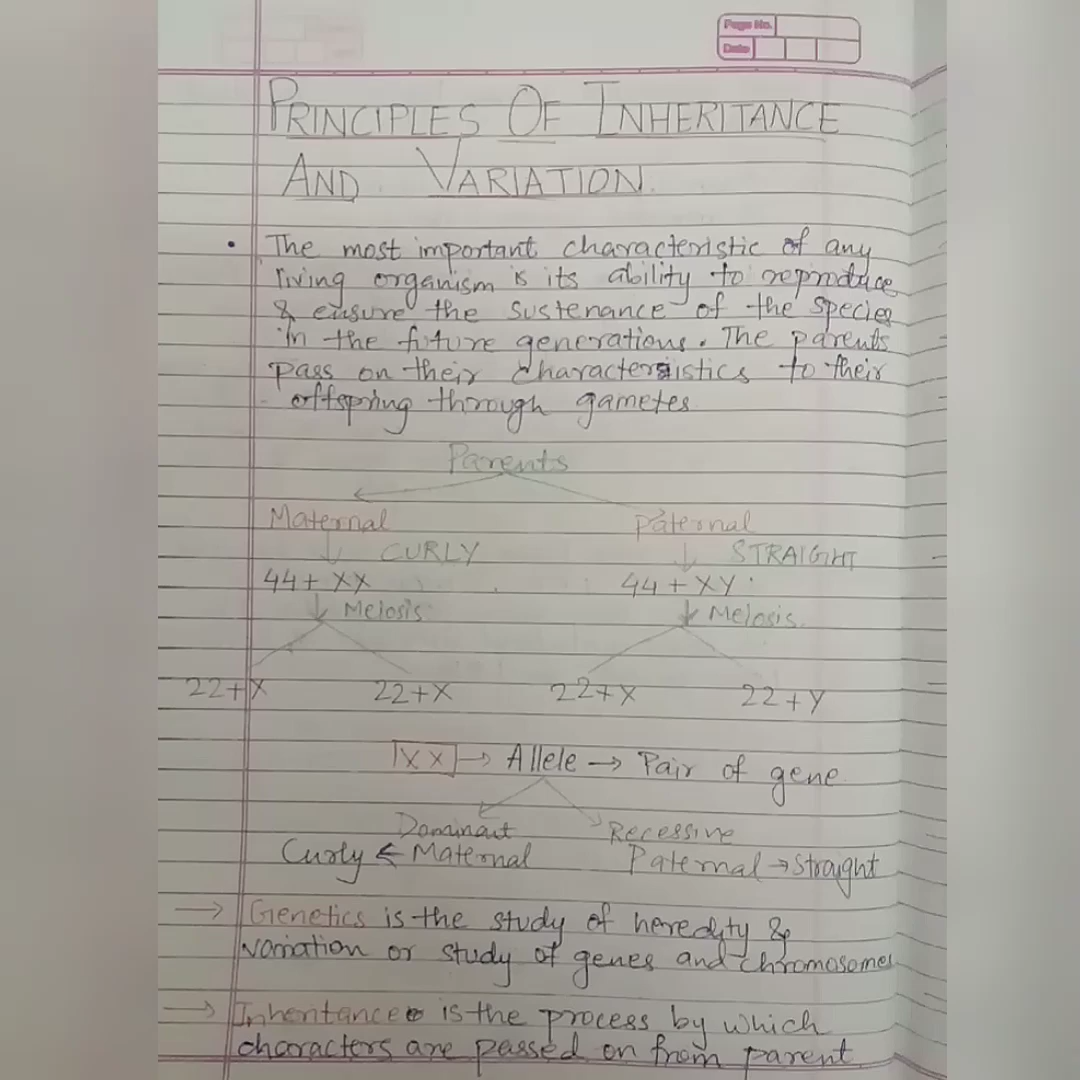 Page No.
Date
PRINCIPLES OF INHERITANCE
AND VARIATION.
• The most important characteristic of any
living organism is its ability to reproduce
& ensure the sustenance of the species
in the future generations. The parents
pass on their characteristics to their
offspring through gametes
Parents
Maternal Paternal
CURLY STRAIGHT
44+XX 44+XY
Meiosis Meiosis.
22+X 22+X 22+X 22+Y
XX → Allele → Pair of gene
Dominant Recessive
Curly ← Maternal Paternal → Straight
→ Genetics is the study of heredity &
variation or study of genes and chromosomes
→ Inheritance is the process by which
characters are passed on from parent